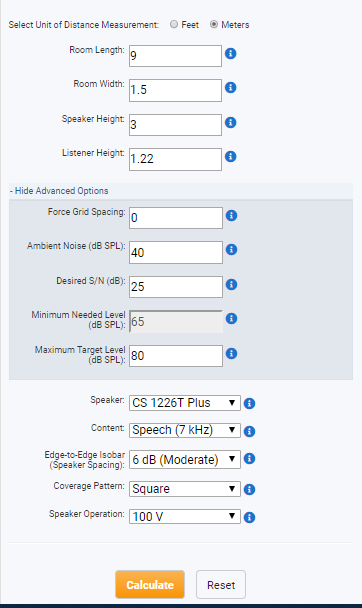 Select Unit of Distance Measurement: Feet Meters
Room Length: 9
Room Width: 1.5
Speaker Height: 3
Listener Height: 1.22
- Hide Advanced Options
Force Grid Spacing: 0
Ambient Noise (dB SPL): 40
Desired S/N (dB): 25
Minimum Needed Level
(dB SPL): 65
Maximum Target Level
(dB SPL): 80
Speaker: CS 1226T Plus
Content: Speech (7 kHz)
Edge-to-Edge Isobar
(Speaker Spacing): 6 dB (Moderate)
Coverage Pattern: Square
Speaker Operation: 100 V
Calculate Reset